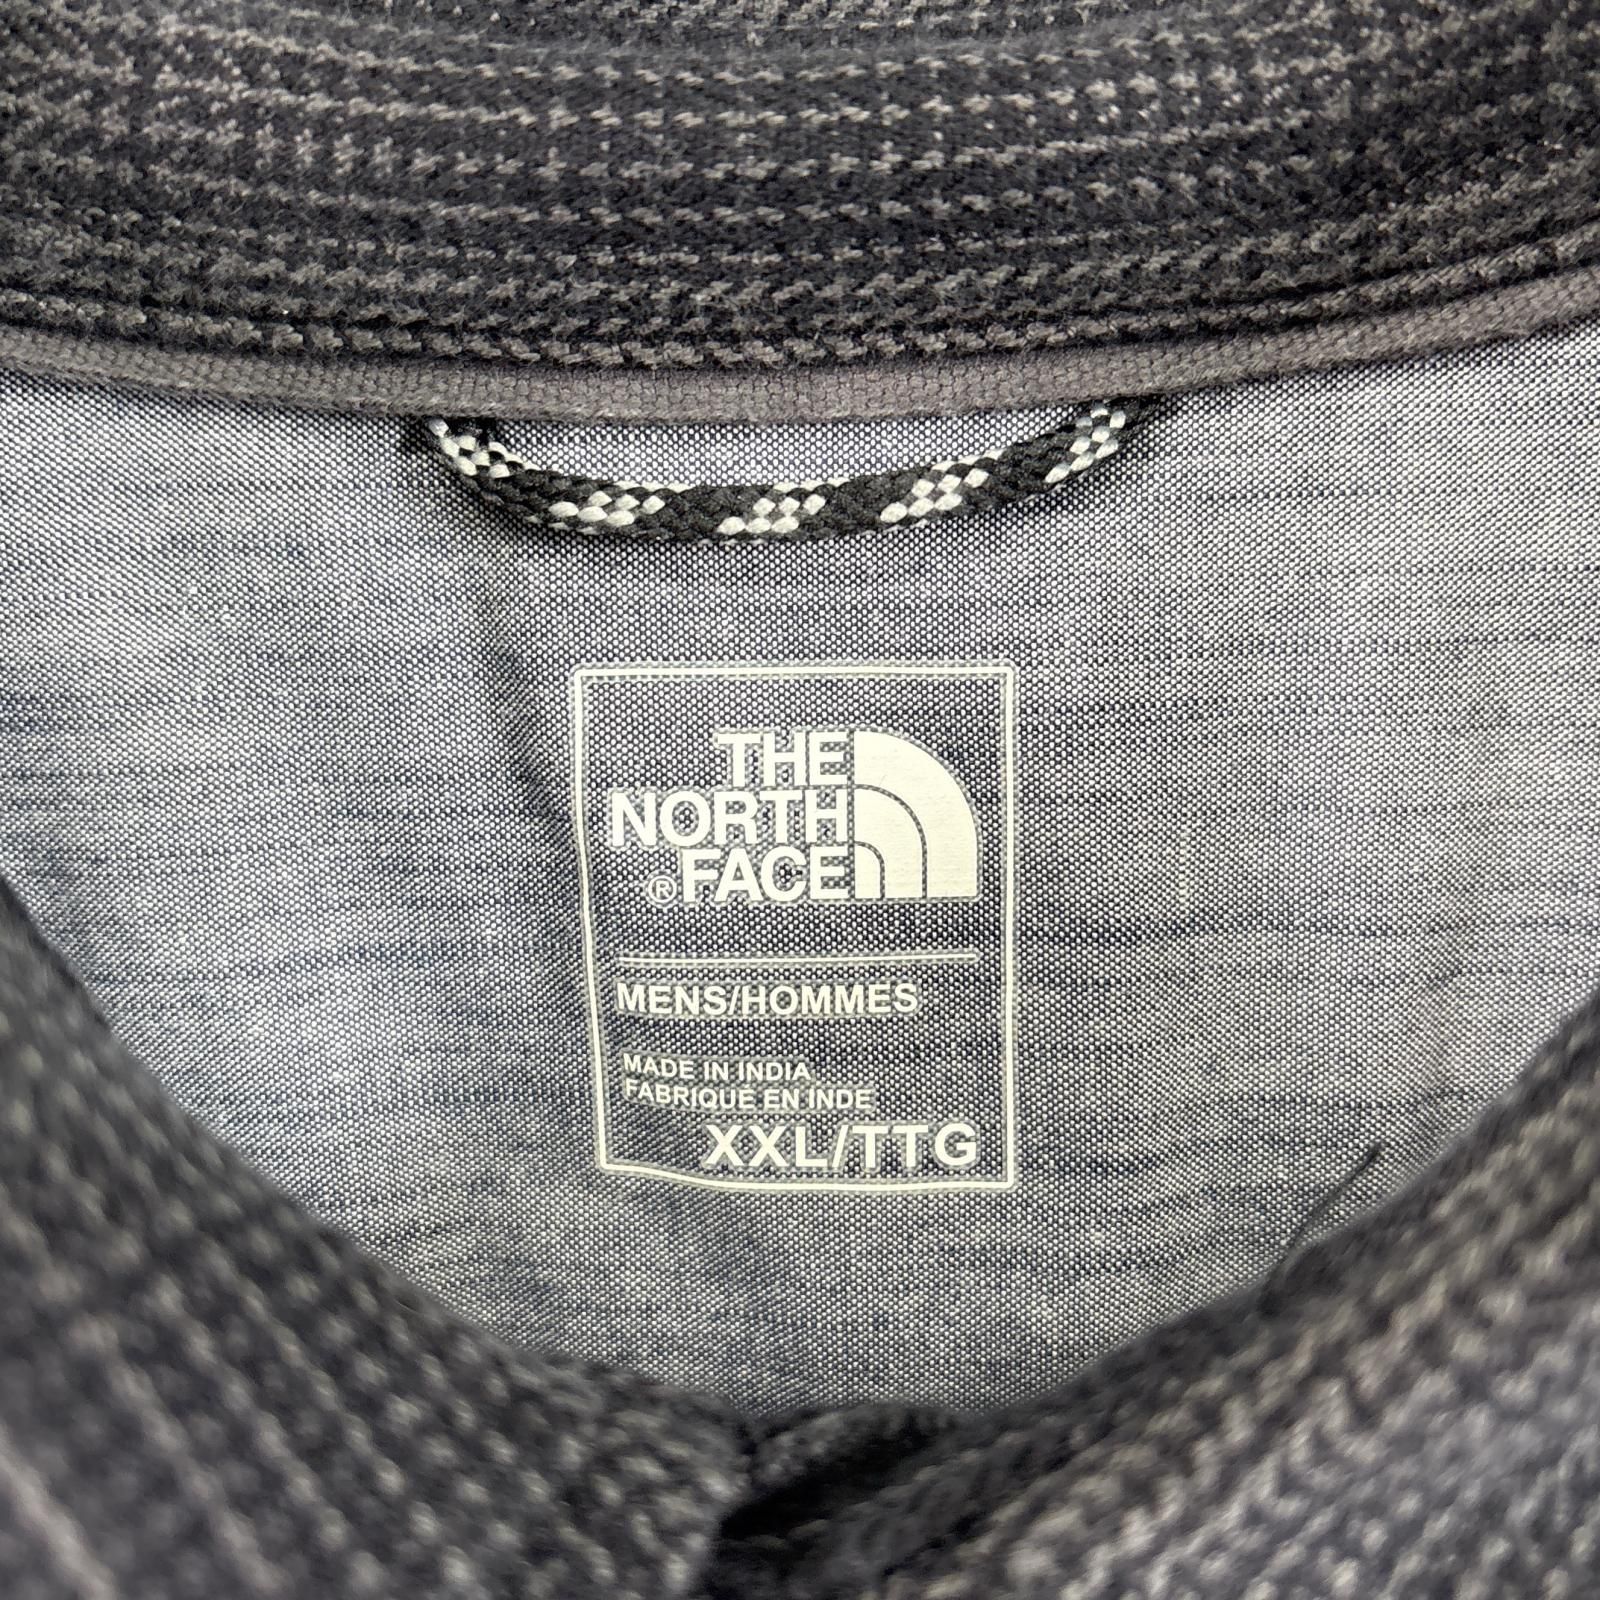 THE
NORTH
®FACE
MENS/HOMMES
MADE IN INDIA
FABRIQUÉ EN INDE
XXL/TTG